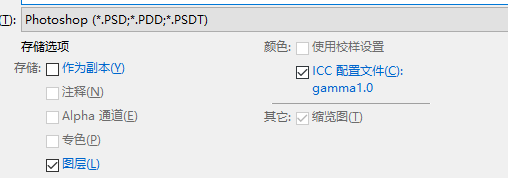 (T): Photoshop (*.PSD;*.PDD;*.PSDT)
存储选项
存储: 作为副本(Y)
注释(N)
Alpha 通道(E)
专色(P)
图层(L)
颜色: 使用校样设置
ICC 配置文件(C):
gamma1.0
其它: 缩览图(T)